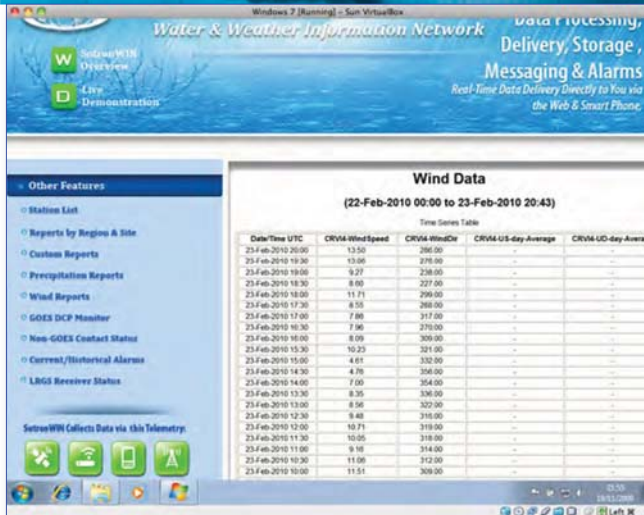 Windows 7 [Running] - Sun VirtualBox
Water & Weather Information Network
Data Processing,
Delivery, Storage,
Messaging & Alarms
Real-Time Data Delivery Directly to You via
the Web & Smart Phone.
W
SutronWIN
Overview
D
Live
Demonstration
Other Features
Station List
Reports by Region & Site
Custom Reports
Precipitation Reports
Wind Reports
GOES DCP Monitor
Non-GOES Contact Status
Current/Historical Alarms
LRGS Receiver Status
SutronWIN Collects Data via this Telemetry:
Wind Data
(22-Feb-2010 00:00 to 23-Feb-2010 20:43)
Time Series Table
Date/Time UTC CRVI4-WindSpeed CRVI4-WindDir CRVI4-US-day-Average CRVI4-UD-day-Avera
23-Feb-2010 20:00 13.50 286.00 - -
23-Feb-2010 19:30 13.06 276.00 - -
23-Feb-2010 19:00 9.27 238.00 - -
23-Feb-2010 18:30 8.60 227.00 - -
23-Feb-2010 18:00 11.71 299.00 - -
23-Feb-2010 17:30 8.55 268.00 - -
23-Feb-2010 17:00 7.86 317.00 - -
23-Feb-2010 16:30 7.96 270.00 - -
23-Feb-2010 16:00 8.09 309.00 - -
23-Feb-2010 15:30 10.23 321.00 - -
23-Feb-2010 15:00 4.61 332.00 - -
23-Feb-2010 14:30 4.76 356.00 - -
23-Feb-2010 14:00 7.00 354.00 - -
23-Feb-2010 13:30 8.35 336.00 - -
23-Feb-2010 13:00 8.56 322.00 - -
23-Feb-2010 12:30 9.48 316.00 - -
23-Feb-2010 12:00 10.71 319.00 - -
23-Feb-2010 11:30 10.05 318.00 - -
23-Feb-2010 11:00 9.16 314.00 - -
23-Feb-2010 10:30 11.06 312.00 - -
23-Feb-2010 10:00 11.51 309.00 - -
Left ⌘